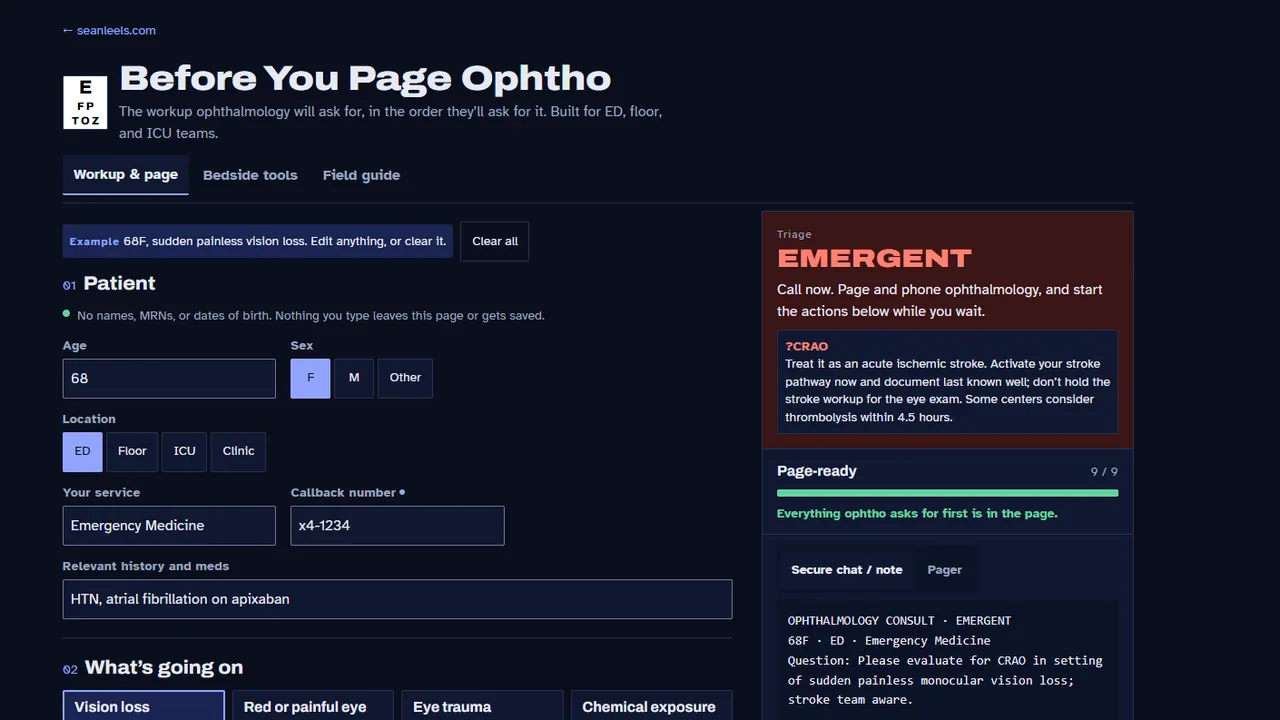 ← seanleels.com
E
FP
TOZ
Before You Page Ophtho
The workup ophthalmology will ask for, in the order they'll ask for it. Built for ED, floor,
and ICU teams.
Workup & page
Bedside tools
Field guide
Example 68F, sudden painless vision loss. Edit anything, or clear it.
Clear all
01 Patient
No names, MRNs, or dates of birth. Nothing you type leaves this page or gets saved.
Age
Sex
68
F
M
Other
Location
ED
Floor
ICU
Clinic
Your service
Callback number
Emergency Medicine
x4-1234
Relevant history and meds
HTN, atrial fibrillation on apixaban
02 What's going on
Vision loss
Red or painful eye
Eye trauma
Chemical exposure
Triage
EMERGENT
Call now. Page and phone ophthalmology, and start
the actions below while you wait.
?CRAO
Treat it as an acute ischemic stroke. Activate your stroke
pathway now and document last known well; don't hold the
stroke workup for the eye exam. Some centers consider
thrombolysis within 4.5 hours.
Page-ready
9 / 9
Everything ophtho asks for first is in the page.
Secure chat / note
Pager
OPHTHALMOLOGY CONSULT · EMERGENT
68F · ED · Emergency Medicine
Question: Please evaluate for CRAO in setting
of sudden painless monocular vision loss;
stroke team aware.